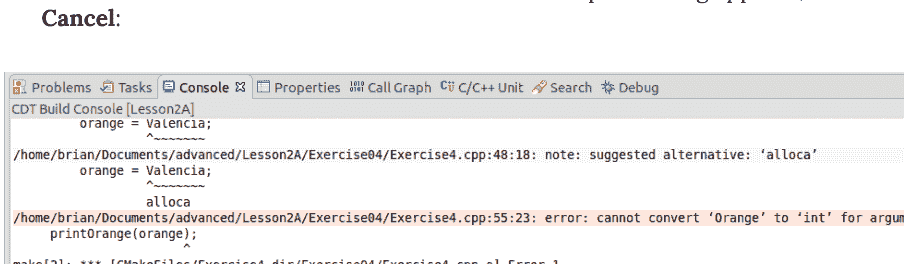 Cancel:
Problems Tasks Console Properties Call Graph C/C++ Unit Search Debug
CDT Build Console [Lesson2A]
orange = Valencia;
^~~~~~~~
/home/brian/Documents/advanced/Lesson2A/Exercise04/Exercise4.cpp:48:18: note: suggested alternative: ‘alloca’
orange = Valencia;
^~~~~~~~
alloca
/home/brian/Documents/advanced/Lesson2A/Exercise04/Exercise4.cpp:55:23: error: cannot convert ‘Orange’ to ‘int’ for argum
printOrange(orange);
^